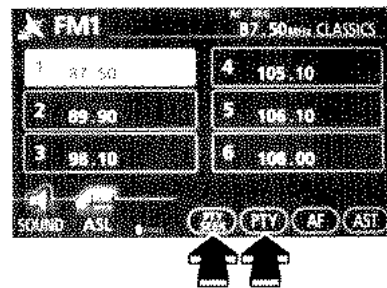 FM1
87.50MHz CLASSICS
1 87.50
4 105.10
2 89.90
5 106.10
3 98.10
6 108.00
SOUND ASL
PTY AF AST